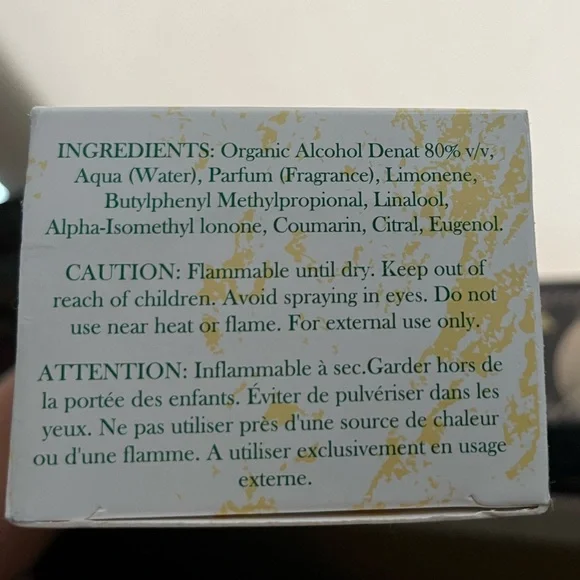 INGREDIENTS: Organic Alcohol Denat 80% v/v,
Aqua (Water), Parfum (Fragrance), Limonene,
Butylphenyl Methylpropional, Linalool,
Alpha-Isomethyl lonone, Coumarin, Citral, Eugenol.
CAUTION: Flammable until dry. Keep out of
reach of children. Avoid spraying in eyes. Do not
use near heat or flame. For external use only.
ATTENTION: Inflammable à sec.Garder hors de
la portée des enfants. Éviter de pulvériser dans les
yeux. Ne pas utiliser près d'une source de chaleur
ou d'une flamme. A utiliser exclusivement en usage
externe.